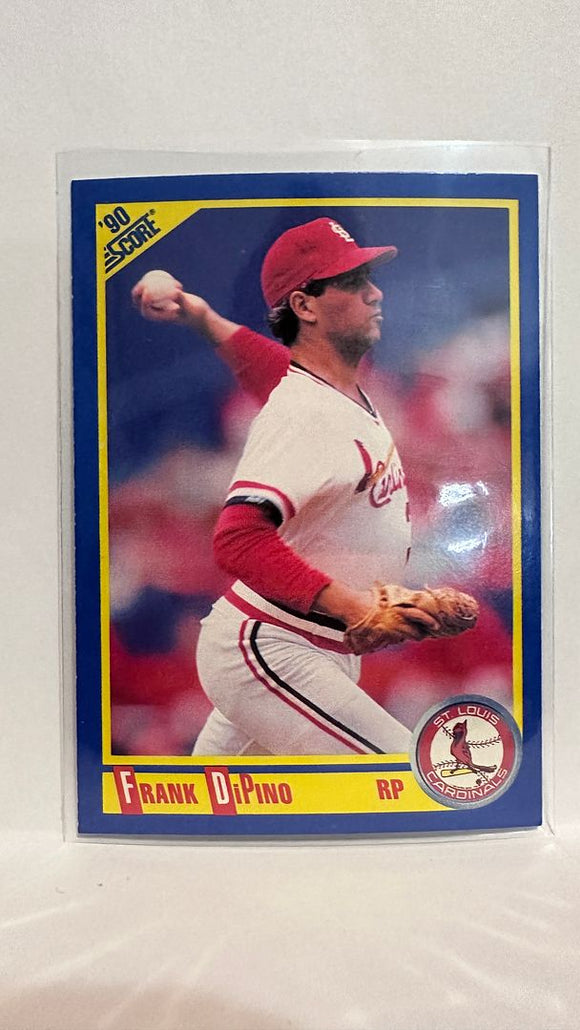 '90
SCORE
FRANK DiPINO
RP
ST. LOUIS
CARDINALS